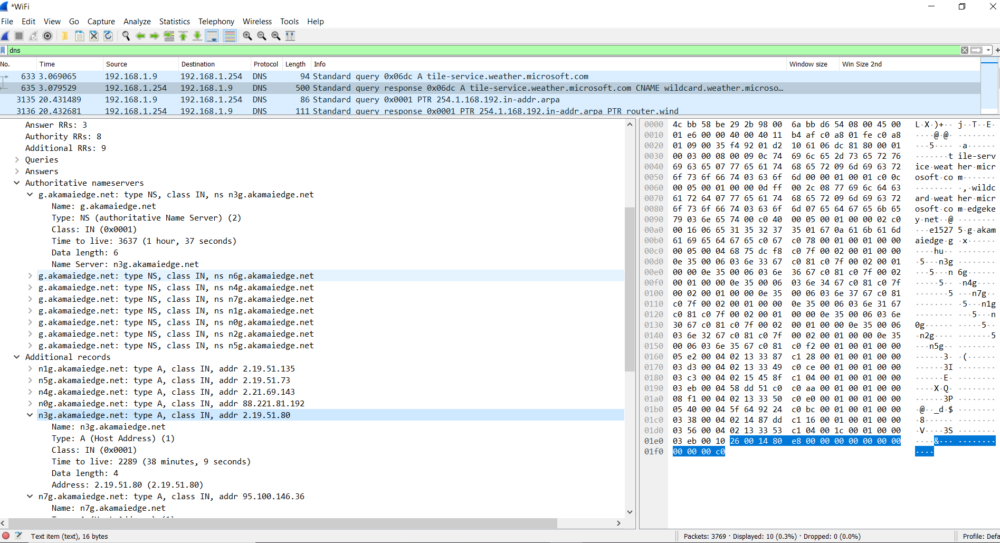 *WiFi
File Edit View Go Capture Analyze Statistics Telephony Wireless Tools Help
dns
No. Time Source Destination Protocol Length Info Window size Win Size 2nd
633 3.069065 192.168.1.9 192.168.1.254 DNS 94 Standard query 0x06dc A tile-service.weather.microsoft.com
635 3.079529 192.168.1.254 192.168.1.9 DNS 500 Standard query response 0x06dc A tile-service.weather.microsoft.com CNAME wildcard.weather.microso…
3135 20.431489 192.168.1.9 192.168.1.254 DNS 86 Standard query 0x0001 PTR 254.1.168.192.in-addr.arpa
3136 20.432681 192.168.1.254 192.168.1.9 DNS 111 Standard query response 0x0001 PTR 254.1.168.192.in-addr.arpa PTR router.wind
Answer RRs: 3
Authority RRs: 8
Additional RRs: 9
Queries
Answers
Authoritative nameservers
g.akamaiedge.net: type NS, class IN, ns n3g.akamaiedge.net
Name: g.akamaiedge.net
Type: NS (authoritative Name Server) (2)
Class: IN (0x0001)
Time to live: 3637 (1 hour, 37 seconds)
Data length: 6
Name Server: n3g.akamaiedge.net
g.akamaiedge.net: type NS, class IN, ns n6g.akamaiedge.net
g.akamaiedge.net: type NS, class IN, ns n4g.akamaiedge.net
g.akamaiedge.net: type NS, class IN, ns n7g.akamaiedge.net
g.akamaiedge.net: type NS, class IN, ns n1g.akamaiedge.net
g.akamaiedge.net: type NS, class IN, ns n0g.akamaiedge.net
g.akamaiedge.net: type NS, class IN, ns n2g.akamaiedge.net
g.akamaiedge.net: type NS, class IN, ns n5g.akamaiedge.net
Additional records
n1g.akamaiedge.net: type A, class IN, addr 2.19.51.135
n5g.akamaiedge.net: type A, class IN, addr 2.19.51.73
n4g.akamaiedge.net: type A, class IN, addr 2.21.69.143
n0g.akamaiedge.net: type A, class IN, addr 88.221.81.192
n3g.akamaiedge.net: type A, class IN, addr 2.19.51.80
Name: n3g.akamaiedge.net
Type: A (Host Address) (1)
Class: IN (0x0001)
Time to live: 2289 (38 minutes, 9 seconds)
Data length: 4
Address: 2.19.51.80 (2.19.51.80)
n7g.akamaiedge.net: type A, class IN, addr 95.100.146.36
Name: n7g.akamaiedge.net
0000 4c bb 58 be 29 2b 98 00 6a bb d6 54 08 00 45 00 L·X·)+·· j··T··E·
0010 01 e6 00 00 40 00 40 11 b4 af c0 a8 01 fe c0 a8 ····@·@· ········
0020 01 09 00 35 f4 92 01 d2 10 61 06 dc 81 80 00 01 ···5···· ·a······
0030 00 03 00 08 00 09 0c 74 69 6c 65 2d 73 65 72 76 ·······t ile-serv
0040 69 63 65 07 77 65 61 74 68 65 72 09 6d 69 63 72 ice·weat her·micr
0050 6f 73 6f 66 74 03 63 6f 6d 00 00 01 00 01 c0 0c osoft·co m·······
0060 00 05 00 01 00 00 0d ff 00 2c 08 77 69 6c 64 63 ········ ·,·wildc
0070 61 72 64 07 77 65 61 74 68 65 72 09 6d 69 63 72 ard·weat her·micr
0080 6f 73 6f 66 74 03 63 6f 6d 07 65 64 67 65 6b 65 osoft·co m·edgeke
0090 79 03 6e 65 74 00 c0 40 00 05 00 01 00 00 02 c0 y·net··@ ········
00a0 00 16 06 65 31 35 32 37 35 01 67 0a 61 6b 61 6d ···e1527 5·g·akam
00b0 61 69 65 64 67 65 c0 67 c0 78 00 01 00 01 00 00 aiedge·g ·x······
00c0 00 05 00 04 68 75 dc f8 c0 7f 00 02 00 01 00 00 ····hu·· ········
00d0 0e 35 00 06 03 6e 33 67 c0 81 c0 7f 00 02 00 01 ·5···n3g ········
00e0 00 00 0e 35 00 06 03 6e 36 67 c0 81 c0 7f 00 02 ···5···n 6g······
00f0 00 01 00 00 0e 35 00 06 03 6e 34 67 c0 81 c0 7f ·····5·· ·n4g····
0100 00 02 00 01 00 00 0e 35 00 06 03 6e 37 67 c0 81 ·······5 ···n7g··
0110 c0 7f 00 02 00 01 00 00 0e 35 00 06 03 6e 31 67 ········ ·5···n1g
0120 c0 81 c0 7f 00 02 00 01 00 00 0e 35 00 06 03 6e ········ ···5···n
0130 30 67 c0 81 c0 7f 00 02 00 01 00 00 0e 35 00 06 0g······ ·····5··
0140 03 6e 32 67 c0 81 c0 7f 00 02 00 01 00 00 0e 35 ·n2g···· ·······5
0150 00 06 03 6e 35 67 c0 81 c0 f2 00 01 00 01 00 00 ···n5g·· ········
0160 05 e2 00 04 02 13 33 87 c1 28 00 01 00 01 00 00 ······3· ·(······
0170 03 d3 00 04 02 13 33 49 c0 ce 00 01 00 01 00 00 ······3I ········
0180 03 c3 00 04 02 15 45 8f c1 04 00 01 00 01 00 00 ······E· ········
0190 03 eb 00 04 58 dd 51 c0 c0 aa 00 01 00 01 00 00 ····X·Q· ········
01a0 08 f1 00 04 02 13 33 50 c0 e0 00 01 00 01 00 00 ······3P ········
01b0 05 40 00 04 5f 64 92 24 c0 bc 00 01 00 01 00 00 ·@··_d·$ ········
01c0 03 38 00 04 02 14 87 dd c1 16 00 01 00 01 00 00 ·8······ ········
01d0 03 56 00 04 02 13 33 53 c1 04 00 1c 00 01 00 00 ·V····3S ········
01e0 03 eb 00 10 26 00 14 80 e8 00 00 00 00 00 00 00 ····&··· ········
01f0 00 00 00 c0 ····
Text item (text), 16 bytes
Packets: 3769 · Displayed: 10 (0.3%) · Dropped: 0 (0.0%)
Profile: Defa